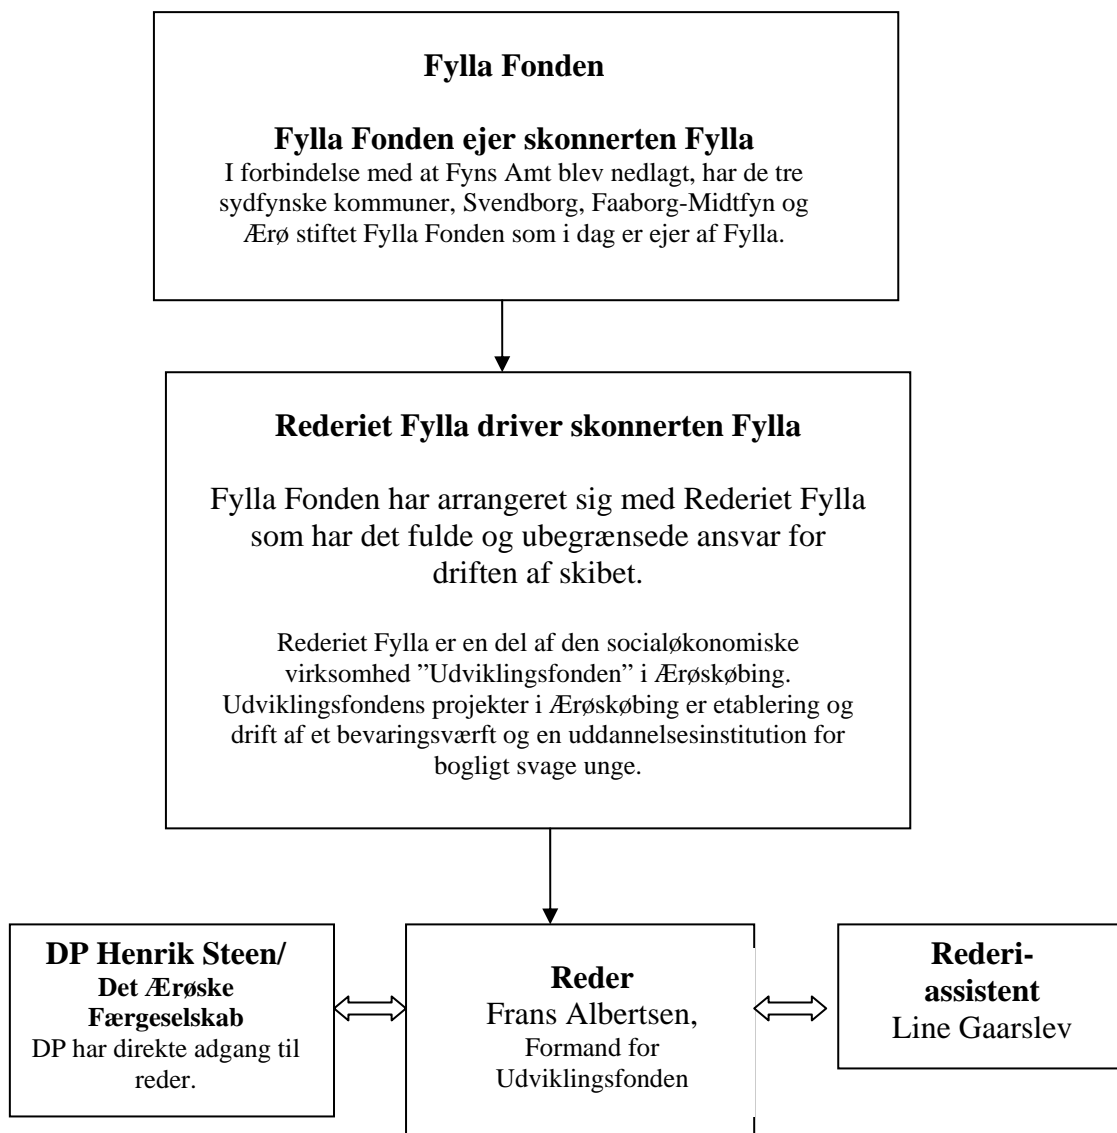 Fylla Fonden
Fylla Fonden ejer skonnerten Fylla
I forbindelse med at Fyns Amt blev nedlagt, har de tre
sydfynske kommuner, Svendborg, Faaborg-Midtfyn og
Ærø stiftet Fylla Fonden som i dag er ejer af Fylla.
Rederiet Fylla driver skonnerten Fylla
Fylla Fonden har arrangeret sig med Rederiet Fylla
som har det fulde og ubegrænsede ansvar for
driften af skibet.
Rederiet Fylla er en del af den socialøkonomiske
virksomhed ”Udviklingsfonden” i Ærøskøbing.
Udviklingsfondens projekter i Ærøskøbing er etablering og
drift af et bevaringsværft og en uddannelsesinstitution for
bogligt svage unge.
DP Henrik Steen/
Det Ærøske
Færgeselskab
DP har direkte adgang til
reder.
Reder
Frans Albertsen,
Formand for
Udviklingsfonden
Rederi-
assistent
Line Gaarslev